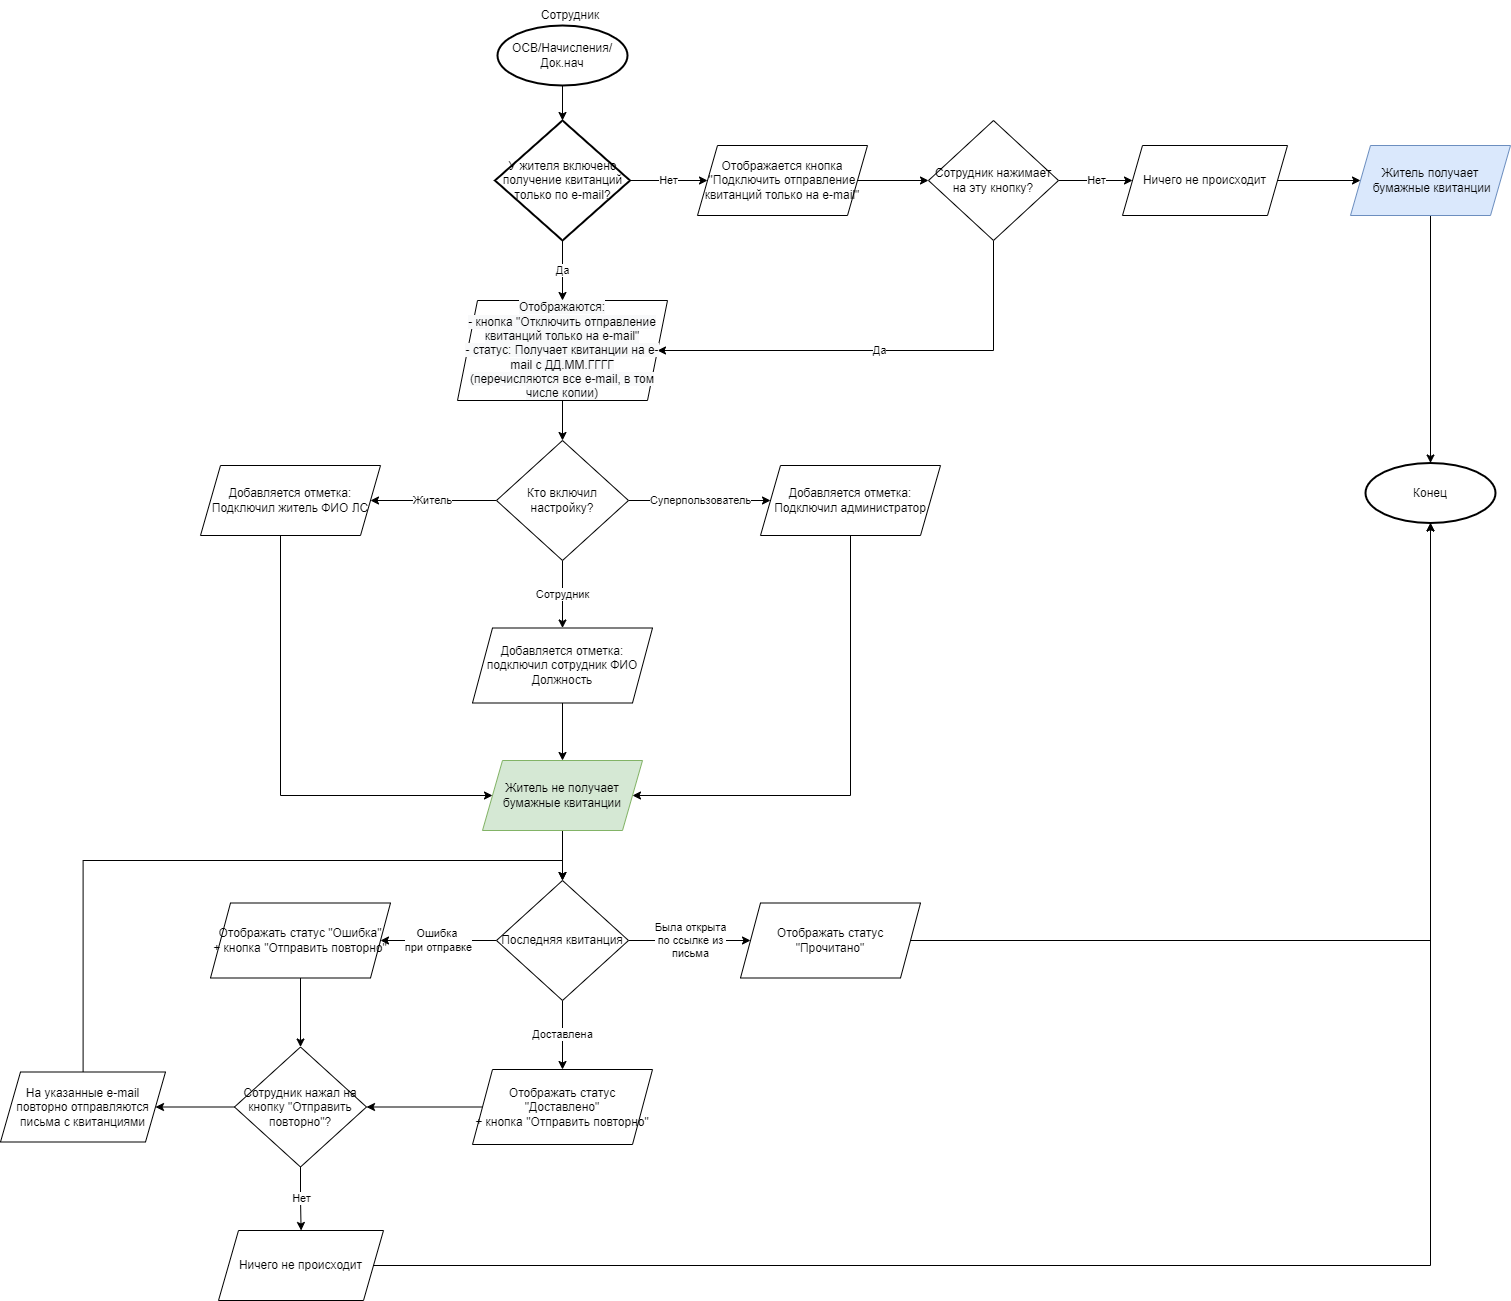 Сотрудник
ОСВ/Начисления/
Док.нач
У жителя включено
получение квитанций
только по e-mail?
Нет
Отображается кнопка
"Подключить отправление
квитанций только на e-mail"
Сотрудник нажимает
на эту кнопку?
Нет
Ничего не происходит
Житель получает
бумажные квитанции
Да
Отображаются:
- кнопка "Отключить отправление
квитанций только на e-mail"
- статус: Получает квитанции на e-
mail с ДД.ММ.ГГГГ
(перечисляются все e-mail, в том
числе копии)
Да
Добавляется отметка:
Подключил житель ФИО ЛС
Житель
Кто включил
настройку?
Суперпользователь
Добавляется отметка:
Подключил администратор
Конец
Сотрудник
Добавляется отметка:
подключил сотрудник ФИО
Должность
Житель не получает
бумажные квитанции
Отображать статус "Ошибка"
+ кнопка "Отправить повторно"
Ошибка
при отправке
Последняя квитанция
Была открыта
по ссылке из
письма
Отображать статус
"Прочитано"
Доставлена
На указанные e-mail
повторно отправляются
письма с квитанциями
Сотрудник нажал на
кнопку "Отправить
повторно"?
Отображать статус
"Доставлено"
+ кнопка "Отправить повторно"
Нет
Ничего не происходит